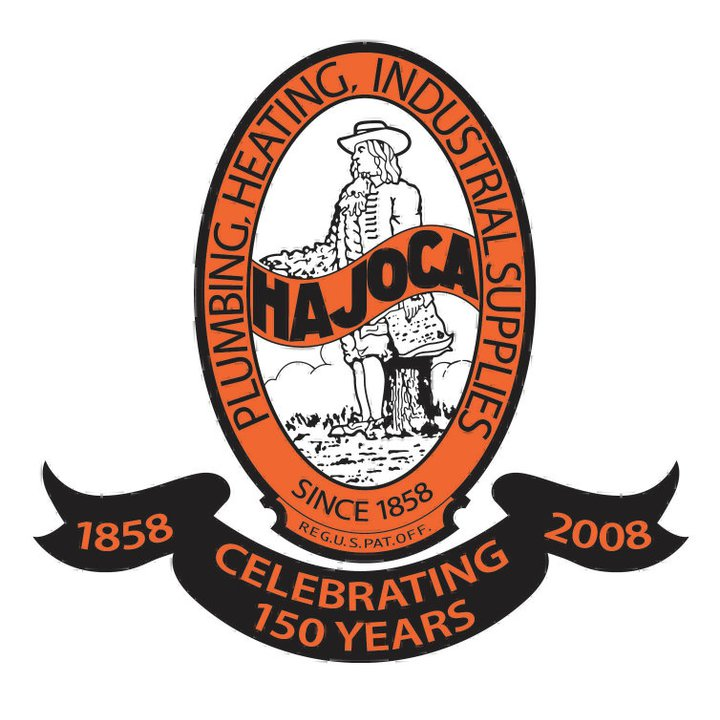 PLUMBING, HEATING, INDUSTRIAL SUPPLIES
HAJOCA
SINCE 1858
REG.U.S.PAT.OFF.
1858
2008
CELEBRATING
150 YEARS